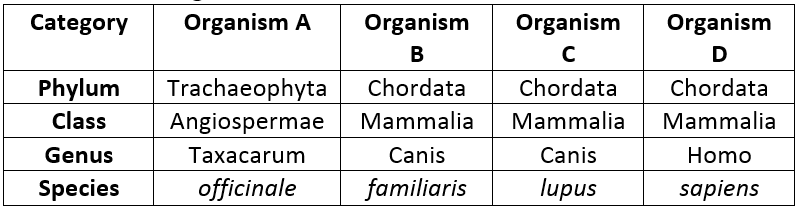 Category Organism A Organism B Organism C Organism D
Phylum Trachaeophyta Chordata Chordata Chordata
Class Angiospermae Mammalia Mammalia Mammalia
Genus Taxacarum Canis Canis Homo
Species officinale familiaris lupus sapiens